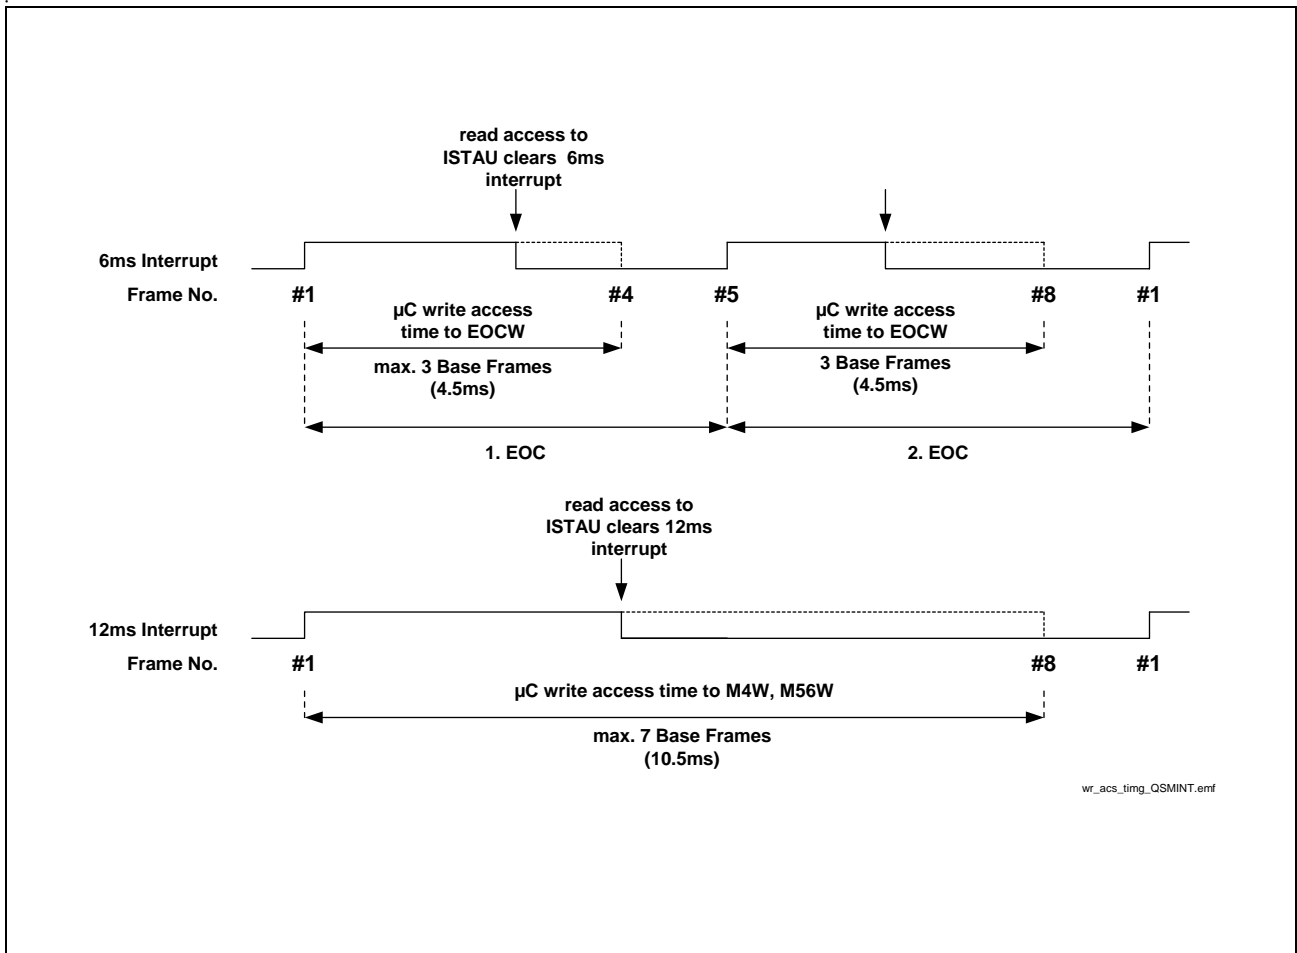 read access to
ISTAU clears 6ms
interrupt
6ms Interrupt
Frame No.
#1
#4
#5
#8
#1
µC write access
time to EOCW
max. 3 Base Frames
(4.5ms)
µC write access
time to EOCW
3 Base Frames
(4.5ms)
1. EOC
2. EOC
read access to
ISTAU clears 12ms
interrupt
12ms Interrupt
Frame No.
#1
#8
#1
µC write access time to M4W, M56W
max. 7 Base Frames
(10.5ms)
wr_acs_timg_QSMINT.emf